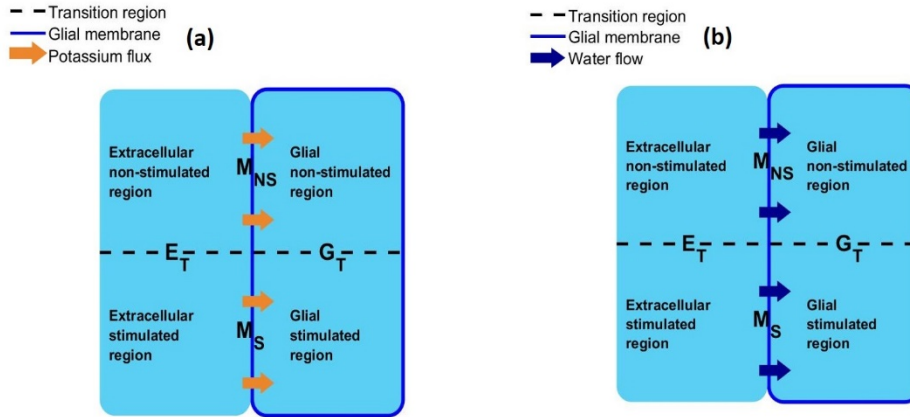 Transition region
Glial membrane
Potassium flux
(a)
Extracellular
non-stimulated
region
M NS
Glial
non-stimulated
region
E T
G T
Extracellular
stimulated
region
M S
Glial
stimulated
region
Transition region
Glial membrane
Water flow
(b)
Extracellular
non-stimulated
region
M NS
Glial
non-stimulated
region
E T
G T
Extracellular
stimulated
region
M S
Glial
stimulated
region